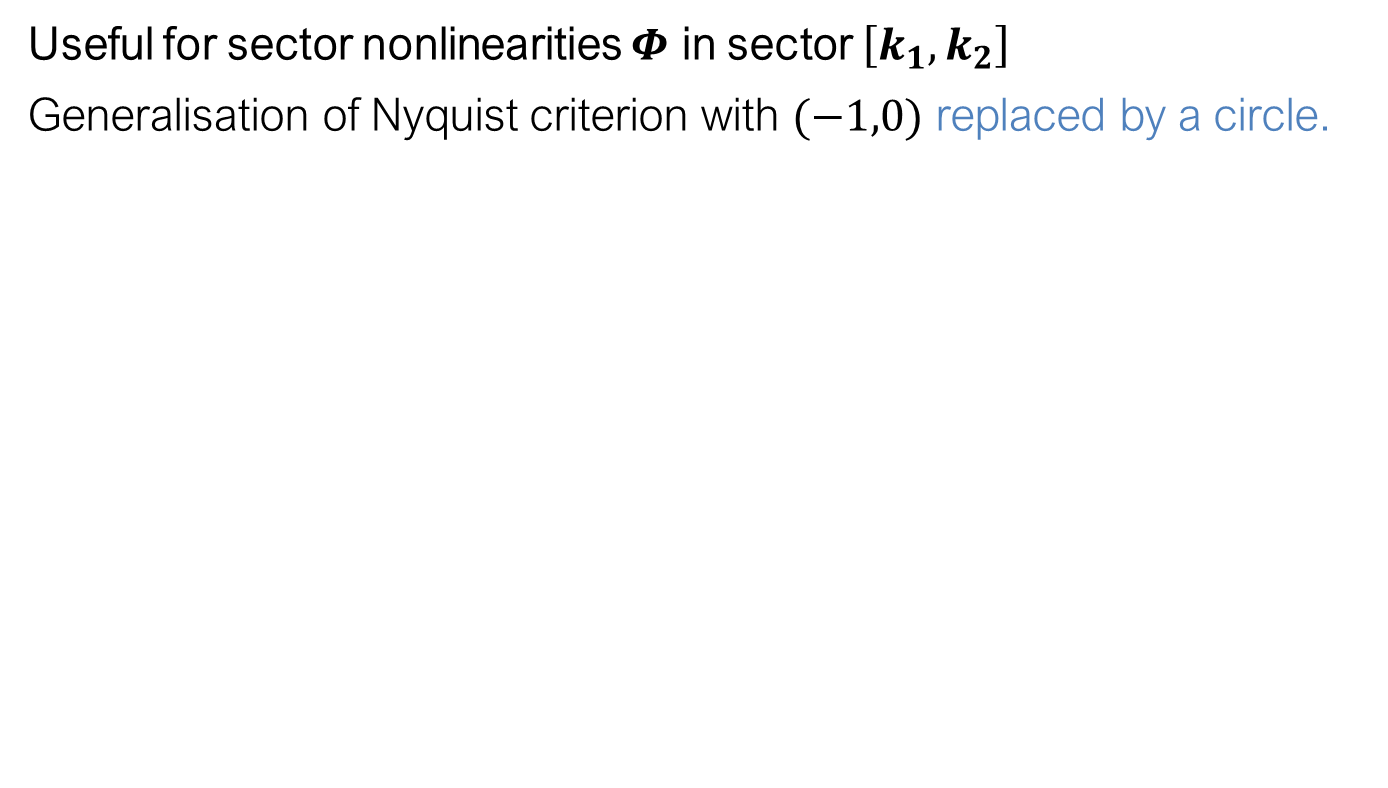 Useful for sector nonlinearities 𝜱 in sector [𝒌₁, 𝒌₂]
Generalisation of Nyquist criterion with (−1,0) replaced by a circle.